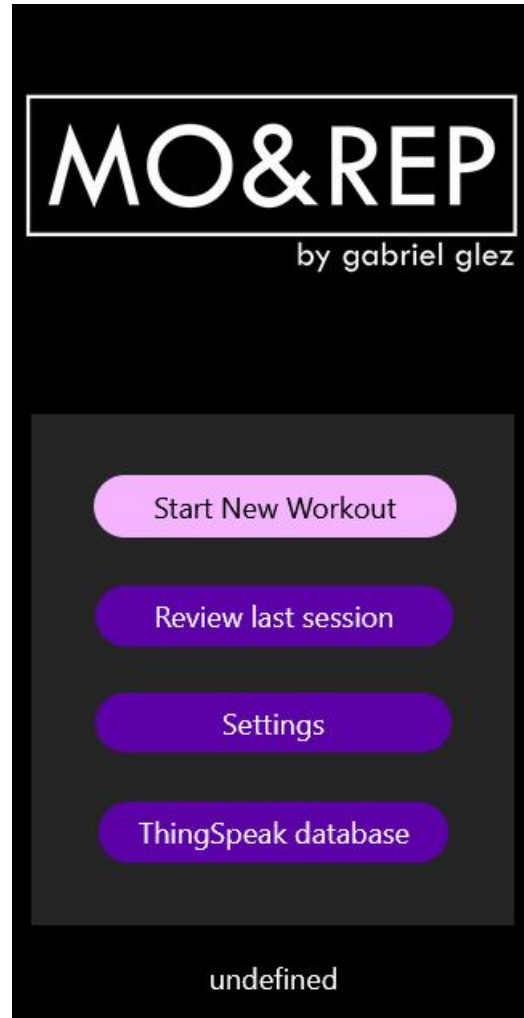 MO&REP
by gabriel glez
Start New Workout
Review last session
Settings
ThingSpeak database
undefined